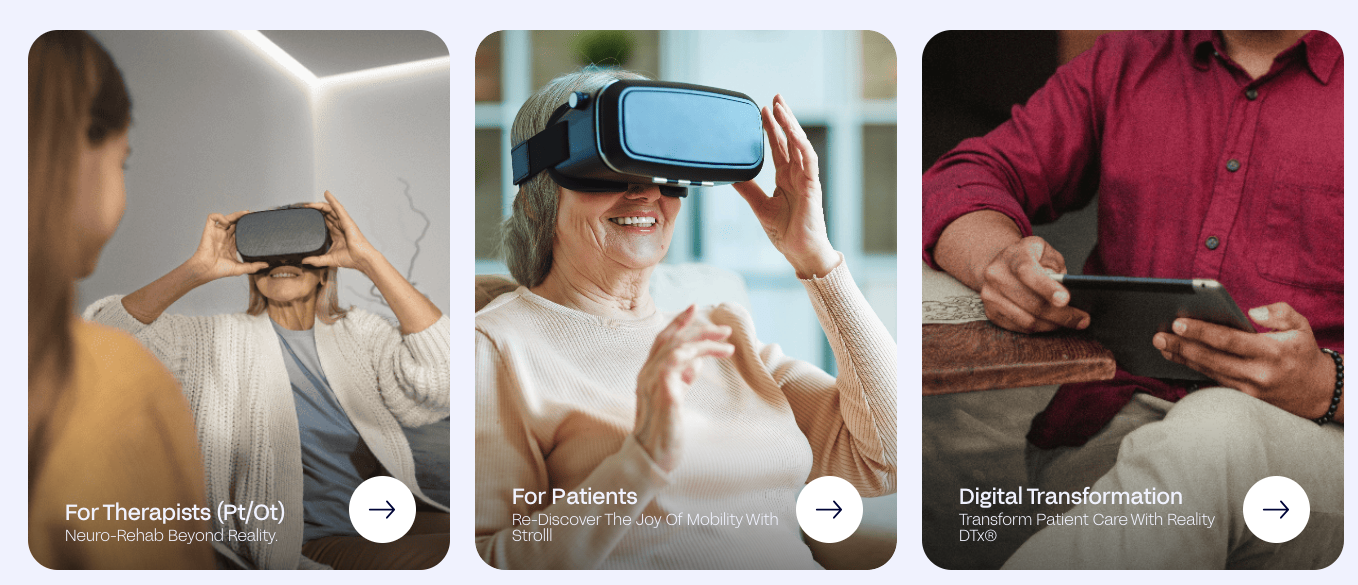 For Therapists (Pt/Ot)
Neuro-Rehab Beyond Reality.
For Patients
Re-Discover The Joy Of Mobility With
Strolll
Digital Transformation
Transform Patient Care With Reality
DTx®